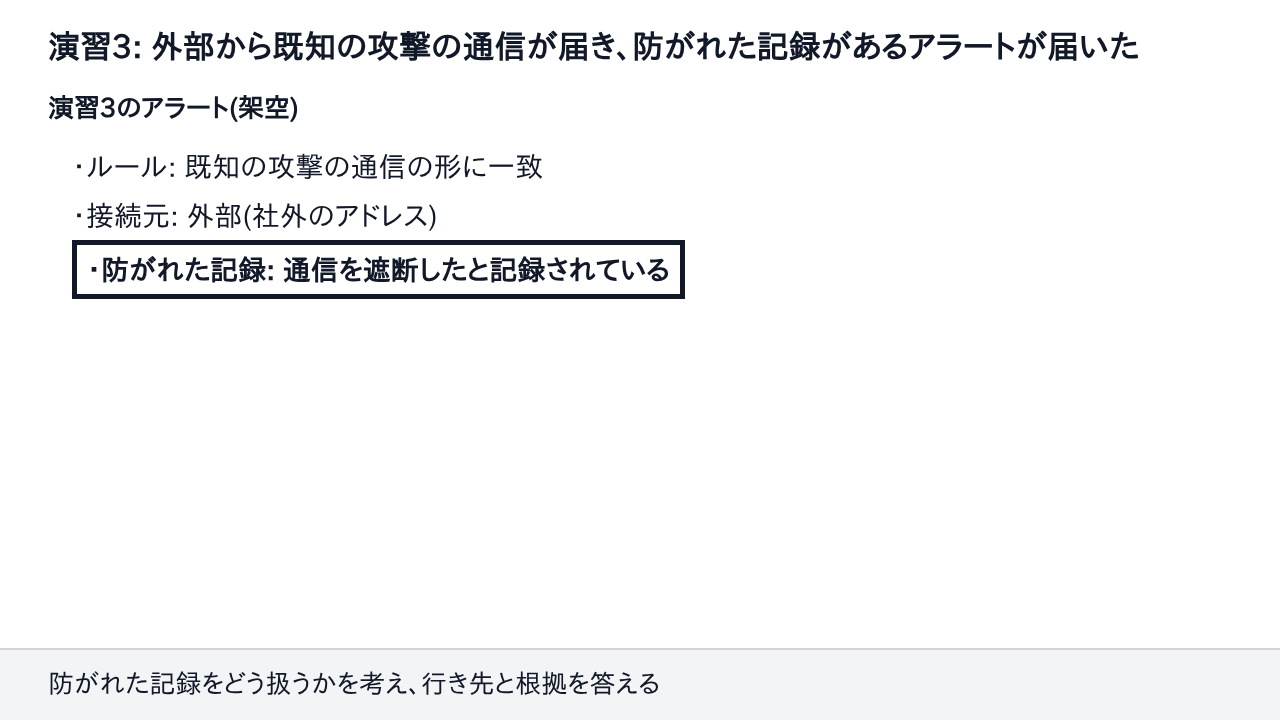 演習3: 外部から既知の攻撃の通信が届き、防がれた記録があるアラートが届いた
演習3のアラート(架空)
・ルール: 既知の攻撃の通信の形に一致
・接続元: 外部(社外のアドレス)
・防がれた記録: 通信を遮断したと記録されている
防がれた記録をどう扱うかを考え、行き先と根拠を答える